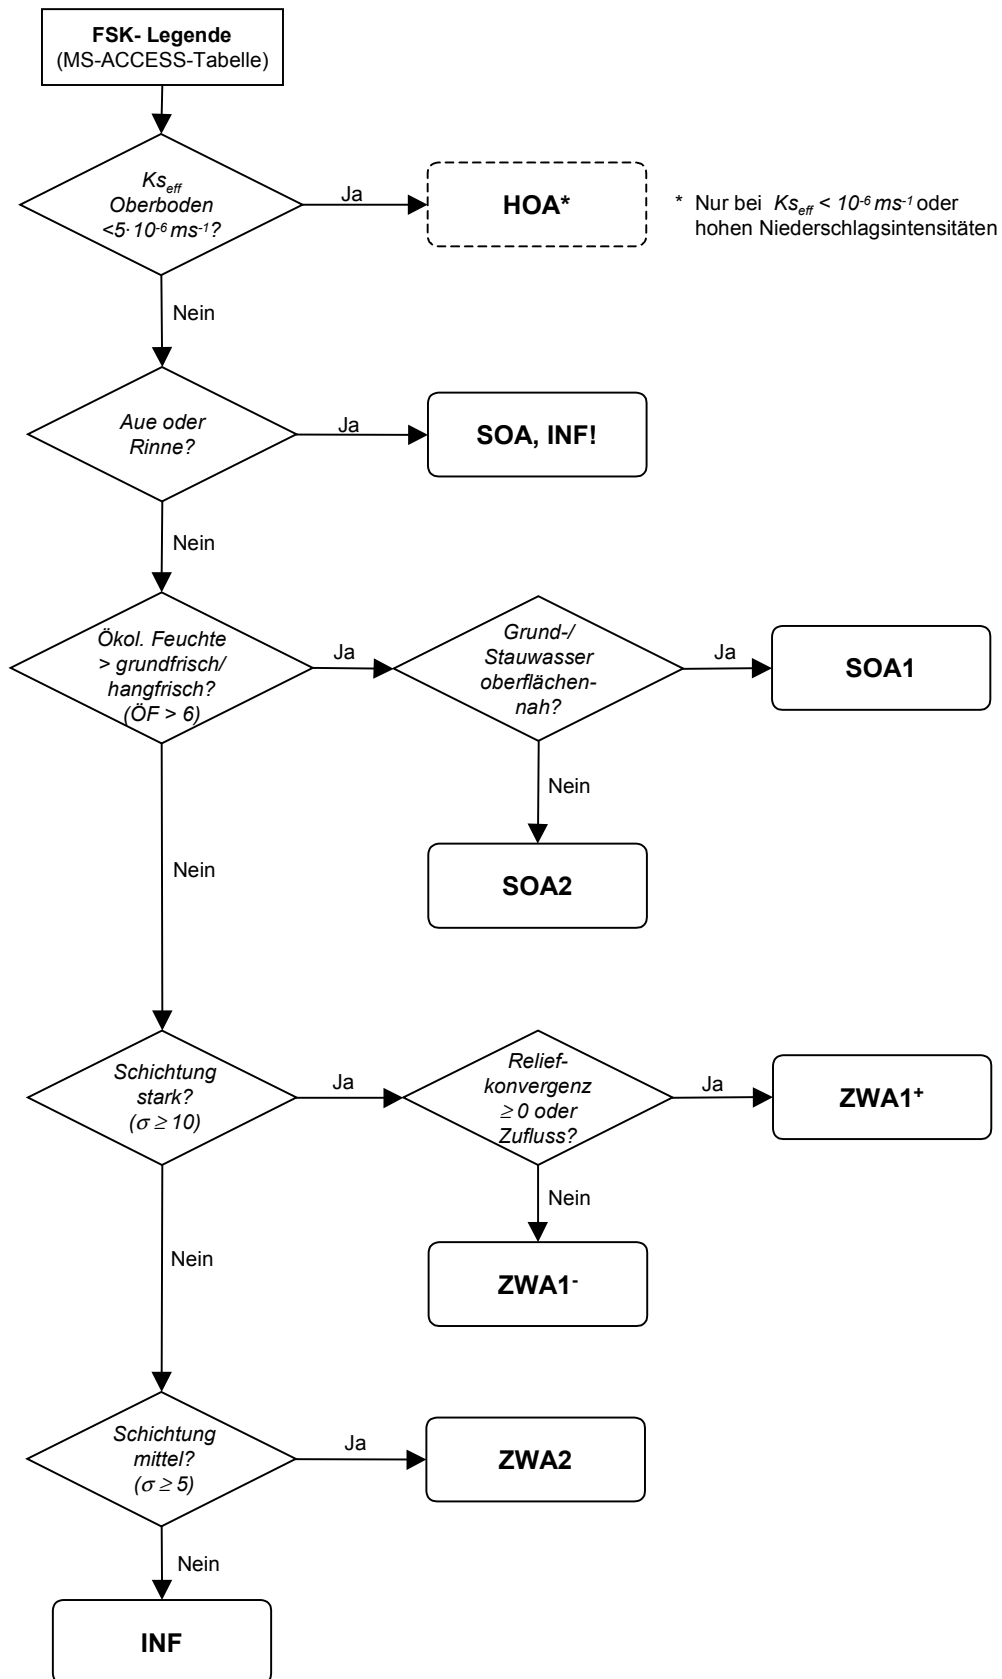 FSK- Legende
(MS-ACCESS-Tabelle)
Ks_eff
Oberboden
<5·10⁻⁶ ms⁻¹?
Ja
HOA*
* Nur bei Ks_eff < 10⁻⁶ ms⁻¹ oder
hohen Niederschlagsintensitäten
Nein
Aue oder
Rinne?
Ja
SOA, INF!
Nein
Ökol. Feuchte
> grundfrisch/
hangfrisch?
(ÖF > 6)
Ja
Grund-/
Stauwasser
oberflächen-
nah?
Ja
SOA1
Nein
SOA2
Nein
Schichtung
stark?
(σ ≥ 10)
Ja
Relief-
konvergenz
≥ 0 oder
Zufluss?
Ja
ZWA1⁺
Nein
ZWA1⁻
Nein
Schichtung
mittel?
(σ ≥ 5)
Ja
ZWA2
Nein
INF